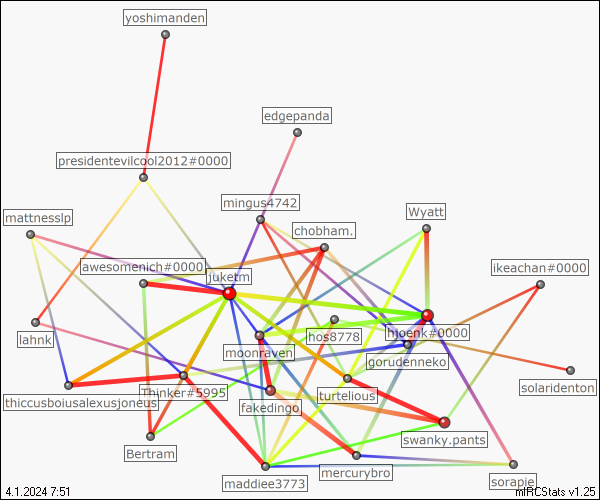 yoshimanden
edgepanda
presidentevilcool2012#0000
mingus4742
mattnesslp
Wyatt
chobham.
awesomenich#0000
ikeachan#0000
juketm
moenk#0000
lahnk
hos8778
moonraven
gorudenneko
solaridenton
Thinker#5995
thiccusboiusalexusjoneus
turtelious
fakedingo
swanky.pants
Bertram
mercurybro
maddiee3773
sorapie
4.1.2024 7:51
mIRCStats v1.25